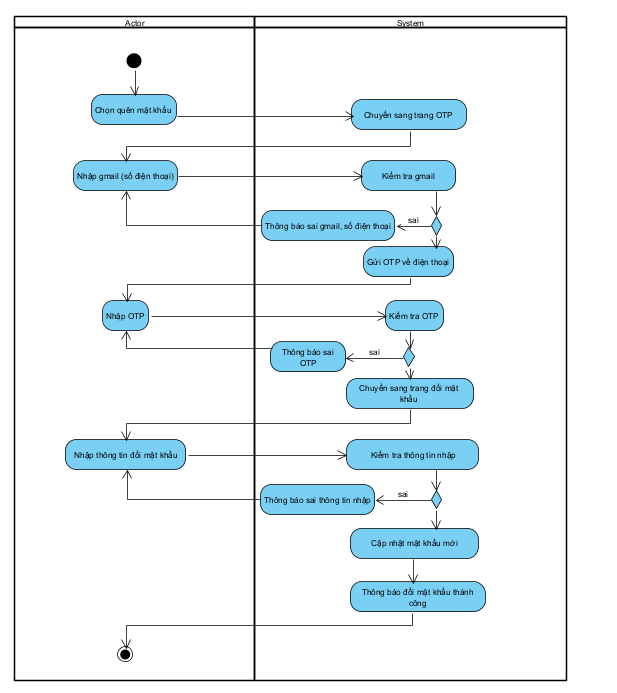 Actor
System
Chọn quên mật khẩu
Chuyển sang trang OTP
Nhập gmail (số điện thoại)
Kiểm tra gmail
sai
Thông báo sai gmail, số điện thoại
Gửi OTP về điện thoại
Nhập OTP
Kiểm tra OTP
sai
Thông báo sai
OTP
Chuyển sang trang đổi mật
khẩu
Nhập thông tin đổi mật khẩu
Kiểm tra thông tin nhập
sai
Thông báo sai thông tin nhập
Cập nhật mật khẩu mới
Thông báo đổi mật khẩu thành
công